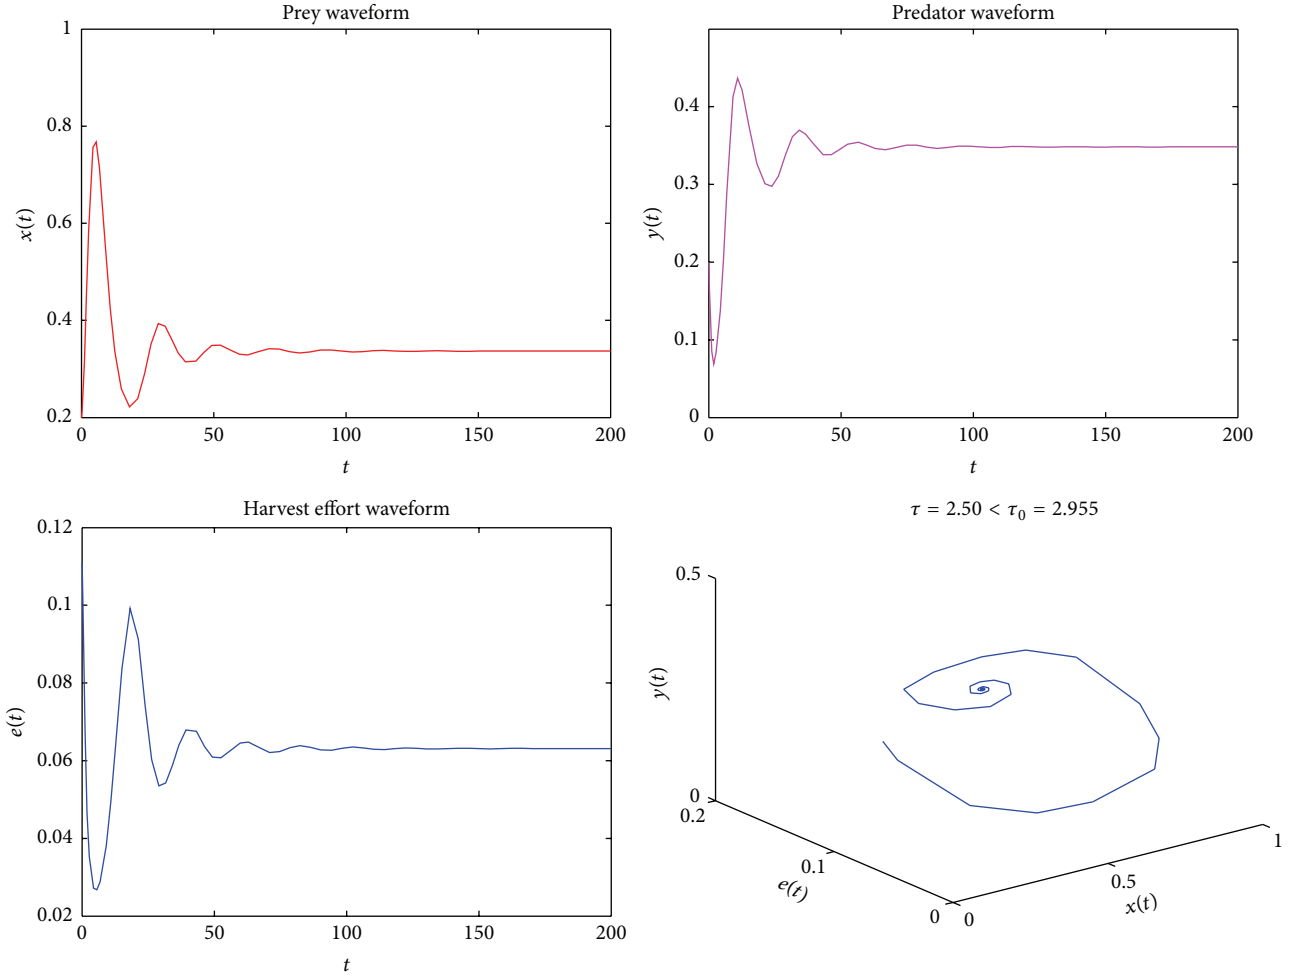 Prey waveform
1
0.8
0.6
0.4
0.2
x(t)
0 50 100 150 200
t
Predator waveform
0.4
0.3
0.2
0.1
0
y(t)
0 50 100 150 200
t
Harvest effort waveform
0.12
0.1
0.08
0.06
0.04
0.02
e(t)
0 50 100 150 200
t
τ = 2.50 < τ₀ = 2.955
0.5
0
y(t)
0.2
0.1
0
e(t)
0
0.5
1
x(t)